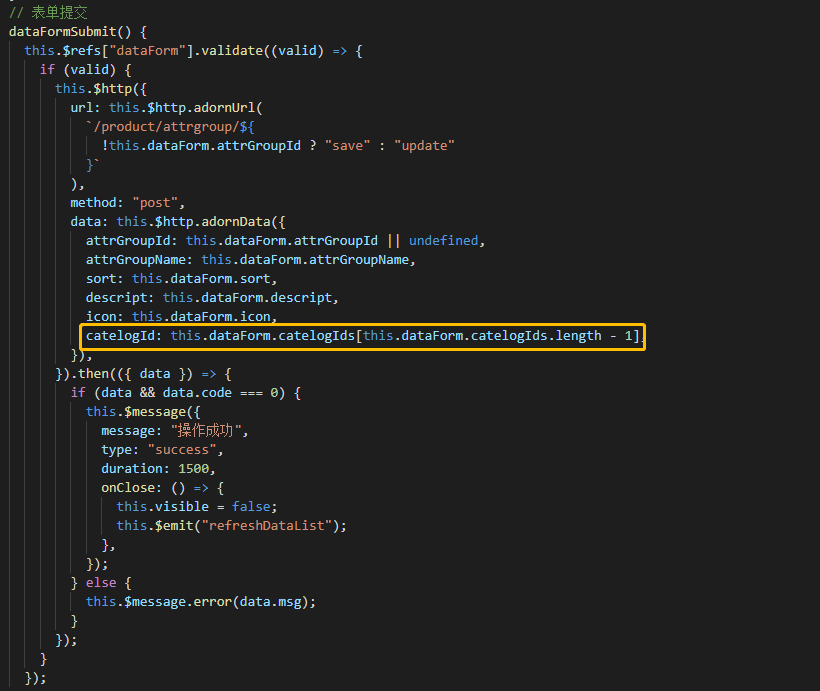 // 表单提交
dataFormSubmit() {
this.$refs["dataForm"].validate((valid) => {
if (valid) {
this.$http({
url: this.$http.adornUrl(
`/product/attrgroup/${
!this.dataForm.attrGroupId ? "save" : "update"
}`
),
method: "post",
data: this.$http.adornData({
attrGroupId: this.dataForm.attrGroupId || undefined,
attrGroupName: this.dataForm.attrGroupName,
sort: this.dataForm.sort,
descript: this.dataForm.descript,
icon: this.dataForm.icon,
catelogId: this.dataForm.catelogIds[this.dataForm.catelogIds.length - 1],
}),
}).then(({ data }) => {
if (data && data.code === 0) {
this.$message({
message: "操作成功",
type: "success",
duration: 1500,
onClose: () => {
this.visible = false;
this.$emit("refreshDataList");
},
});
} else {
this.$message.error(data.msg);
}
});
}
});